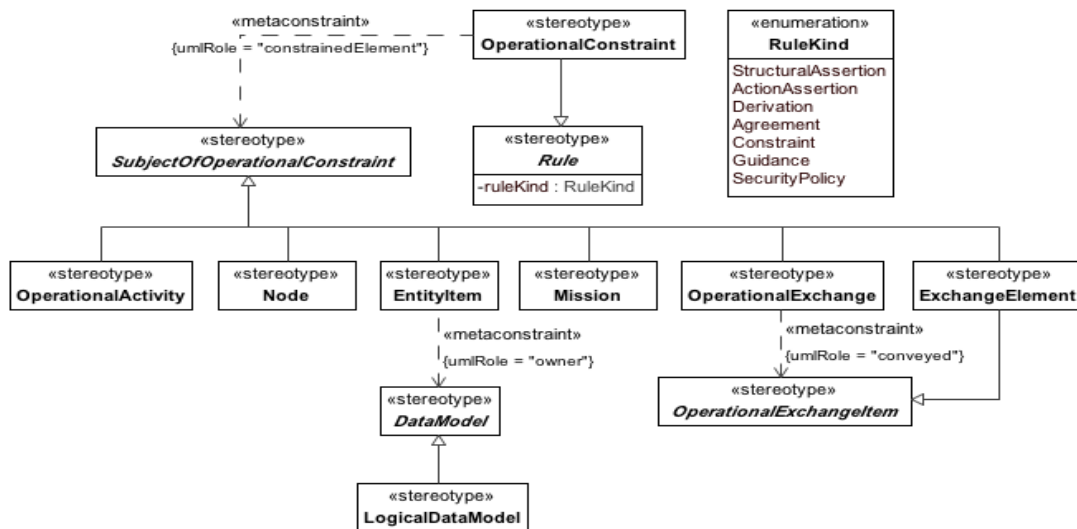 «metaconstraint»
{umlRole = "constrainedElement"}
«stereotype»
OperationalConstraint
«enumeration»
RuleKind
StructuralAssertion
ActionAssertion
Derivation
Agreement
Constraint
Guidance
SecurityPolicy
«stereotype»
SubjectOfOperationalConstraint
«stereotype»
Rule
-ruleKind : RuleKind
«stereotype»
OperationalActivity
«stereotype»
Node
«stereotype»
EntityItem
«stereotype»
Mission
«stereotype»
OperationalExchange
«stereotype»
ExchangeElement
«metaconstraint»
{umlRole = "owner"}
«metaconstraint»
{umlRole = "conveyed"}
«stereotype»
DataModel
«stereotype»
OperationalExchangeItem
«stereotype»
LogicalDataModel